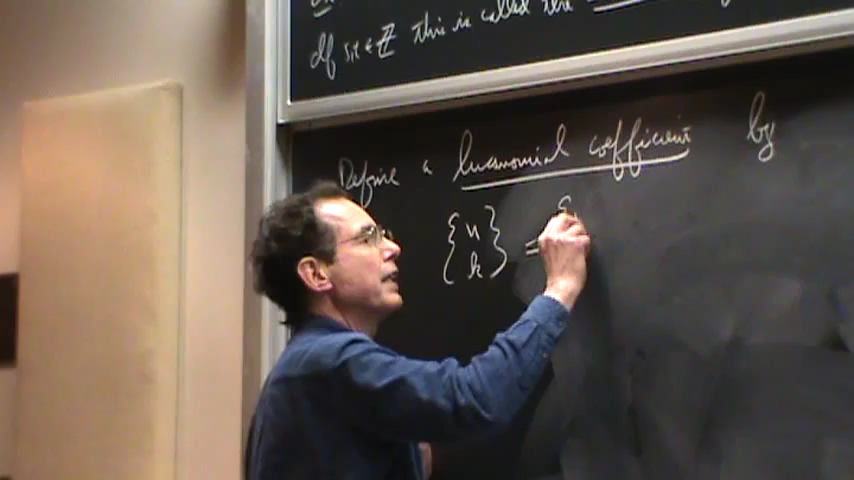 If s,t ∈ ℤ this is called the
Define a lucanomial coefficient by
{n
k} =